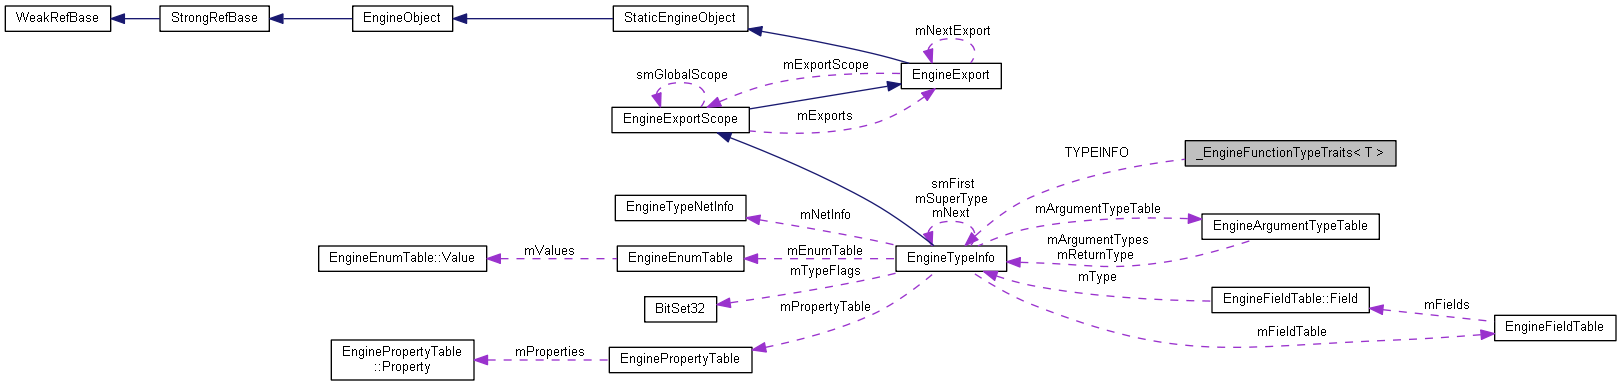 WeakRefBase
StrongRefBase
EngineObject
StaticEngineObject
mNextExport
mExportScope
EngineExport
smGlobalScope
mExports
EngineExportScope
TYPEINFO
_EngineFunctionTypeTraits< T >
smFirst
mSuperType
mNext
EngineTypeNetInfo
mNetInfo
mArgumentTypeTable
EngineArgumentTypeTable
mArgumentTypes
mReturnType
EngineEnumTable::Value
mValues
EngineEnumTable
mEnumTable
EngineTypeInfo
mTypeFlags
mType
BitSet32
mPropertyTable
EngineFieldTable::Field
mFields
EngineFieldTable
mFieldTable
EnginePropertyTable
::Property
mProperties
EnginePropertyTable